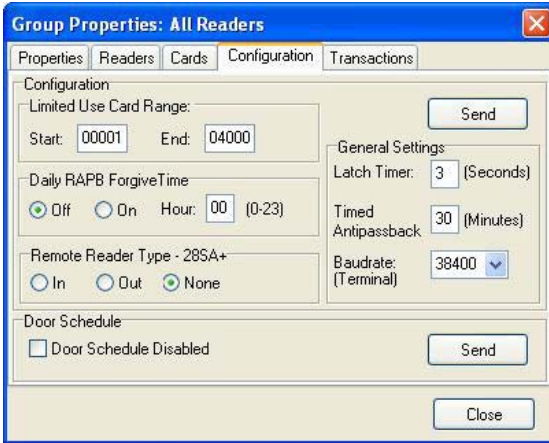 Group Properties: All Readers
Properties Readers Cards Configuration Transactions
Configuration
Limited Use Card Range:
Start: 00001 End: 04000
Send
General Settings
Latch Timer: 3 (Seconds)
Daily RAPB ForgiveTime
Off On Hour: 00 (0-23)
Timed
Antipassback 30 (Minutes)
Remote Reader Type - 28SA+
In Out None
Baudrate: 38400
(Terminal)
Door Schedule
Door Schedule Disabled
Send
Close